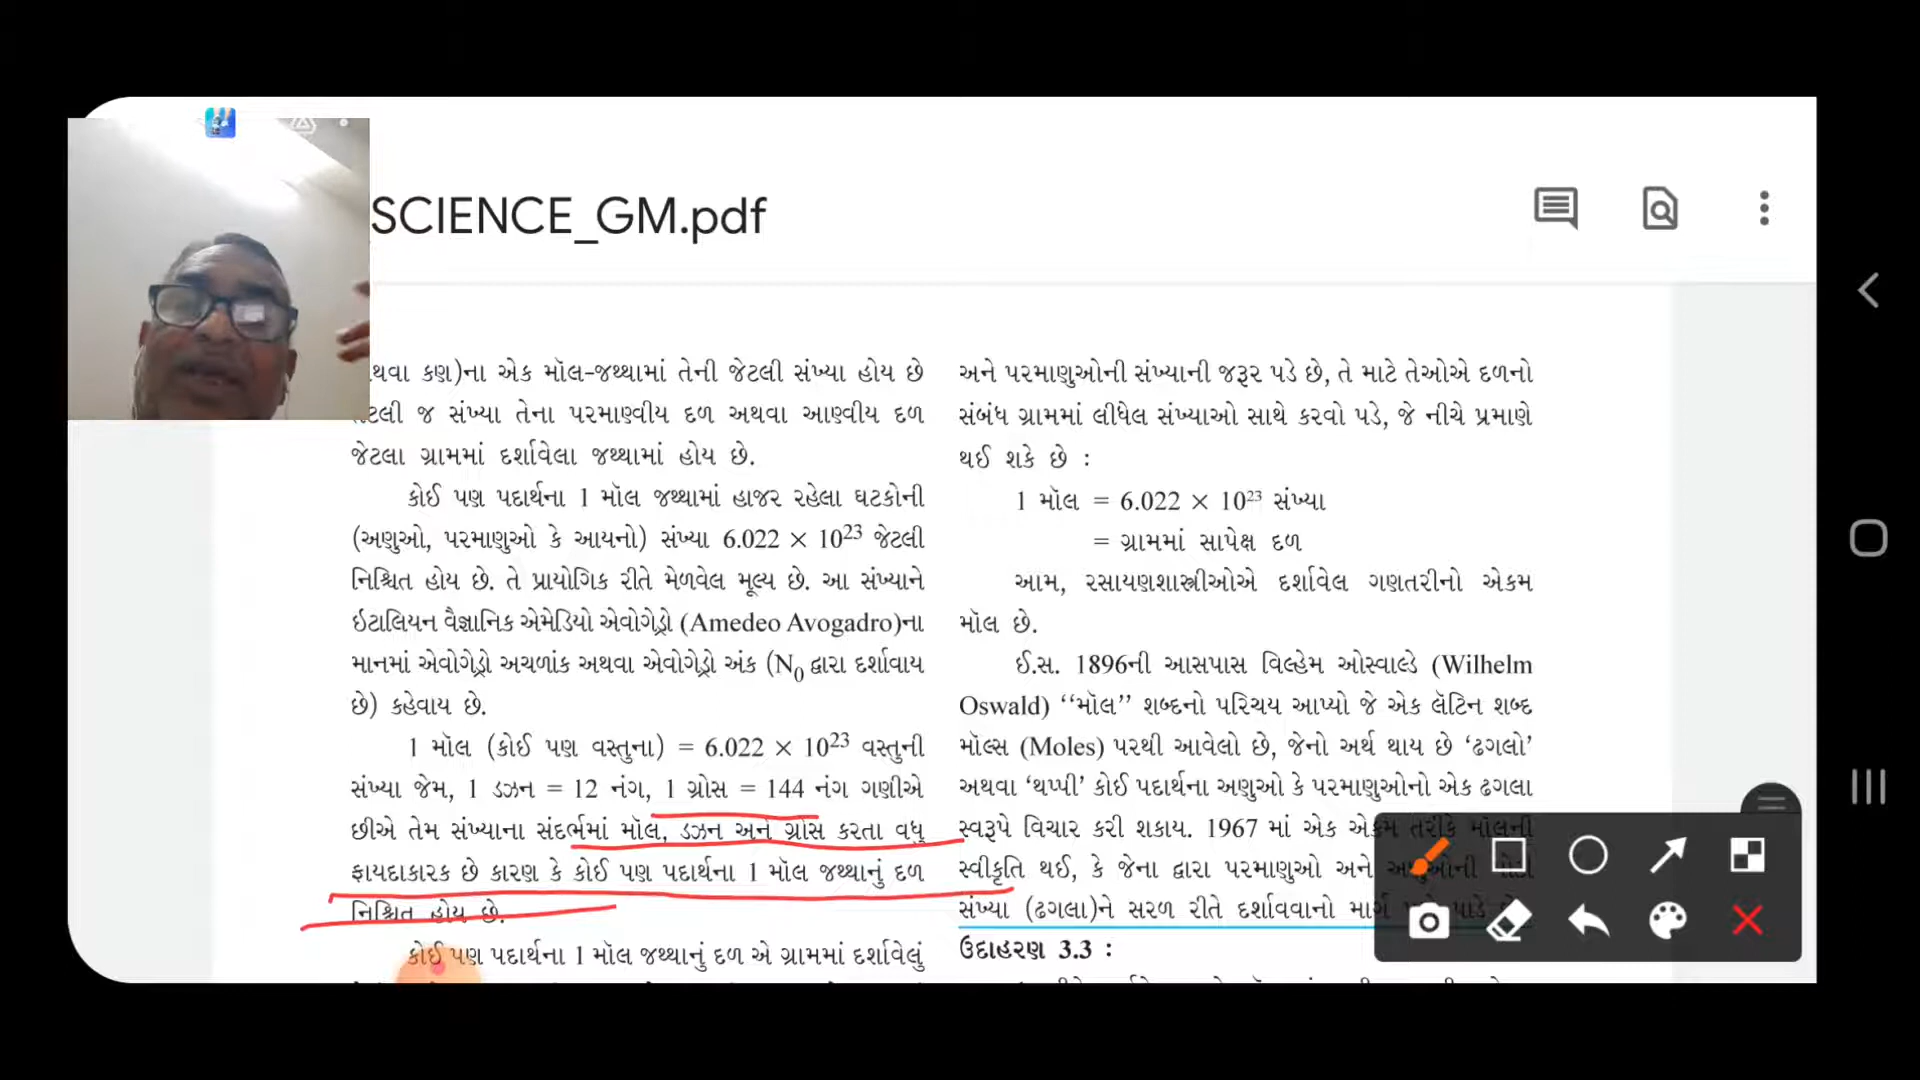 SCIENCE_GM.pdf
થવા કણ)ના એક મૉલ-જથ્થામાં તેની જેટલી સંખ્યા હોય છે
જ સંખ્યા તેના પરમાણ્વીય દળ અથવા આણ્વીય દળ
જેટલા ગ્રામમાં દર્શાવેલા જથ્થામાં હોય છે.
કોઈ પણ પદાર્થના 1 મૉલ જથ્થામાં હાજર રહેલા ઘટકોની
(અણુઓ, પરમાણુઓ કે આયનો) સંખ્યા 6.022 × 10²³ જેટલી
નિશ્ચિત હોય છે. તે પ્રાયોગિક રીતે મેળવેલ મૂલ્ય છે. આ સંખ્યાને
ઇટાલિયન વૈજ્ઞાનિક એમેડિયો એવોગેડ્રો (Amedeo Avogadro)ના
માનમાં એવોગેડ્રો અચળાંક અથવા એવોગેડ્રો અંક (N₀ દ્વારા દર્શાવાય
છે) કહેવાય છે.
1 મૉલ (કોઈ પણ વસ્તુના) = 6.022 × 10²³ વસ્તુની
સંખ્યા જેમ, 1 ડઝન = 12 નંગ, 1 ગ્રોસ = 144 નંગ ગણીએ
છીએ તેમ સંખ્યાના સંદર્ભમાં મૉલ, ડઝન અને ગ્રોસ કરતા વધુ
ફાયદાકારક છે કારણ કે કોઈ પણ પદાર્થના 1 મૉલ જથ્થાનું દળ
નિશ્ચિત હોય છે.
કોઈ પણ પદાર્થના 1 મૉલ જથ્થાનું દળ એ ગ્રામમાં દર્શાવેલું
અને પરમાણુઓની સંખ્યાની જરૂર પડે છે, તે માટે તેઓએ દળનો
સંબંધ ગ્રામમાં લીધેલ સંખ્યાઓ સાથે કરવો પડે, જે નીચે પ્રમાણે
થઈ શકે છે :
1 મૉલ = 6.022 × 10²³ સંખ્યા
= ગ્રામમાં સાપેક્ષ દળ
આમ, રસાયણશાસ્ત્રીઓએ દર્શાવેલ ગણતરીનો એકમ
મૉલ છે.
ઈ.સ. 1896ની આસપાસ વિલ્હેમ ઓસ્વાલ્ડે (Wilhelm
Oswald) ‘‘મૉલ’’ શબ્દનો પરિચય આપ્યો જે એક લૅટિન શબ્દ
મૉલ્સ (Moles) પરથી આવેલો છે, જેનો અર્થ થાય છે ‘ઢગલો’
અથવા ‘થપ્પી’ કોઈ પદાર્થના અણુઓ કે પરમાણુઓનો એક ઢગલા
સ્વરૂપે વિચાર કરી શકાય. 1967 માં એક એકમ તરીકે મૉલની
સ્વીકૃતિ થઈ, કે જેના દ્વારા પરમાણુઓ અને અણુઓની મોટી
સંખ્યા (ઢગલા)ને સરળ રીતે દર્શાવવાનો માર્ગ
ઉદાહરણ 3.3 :